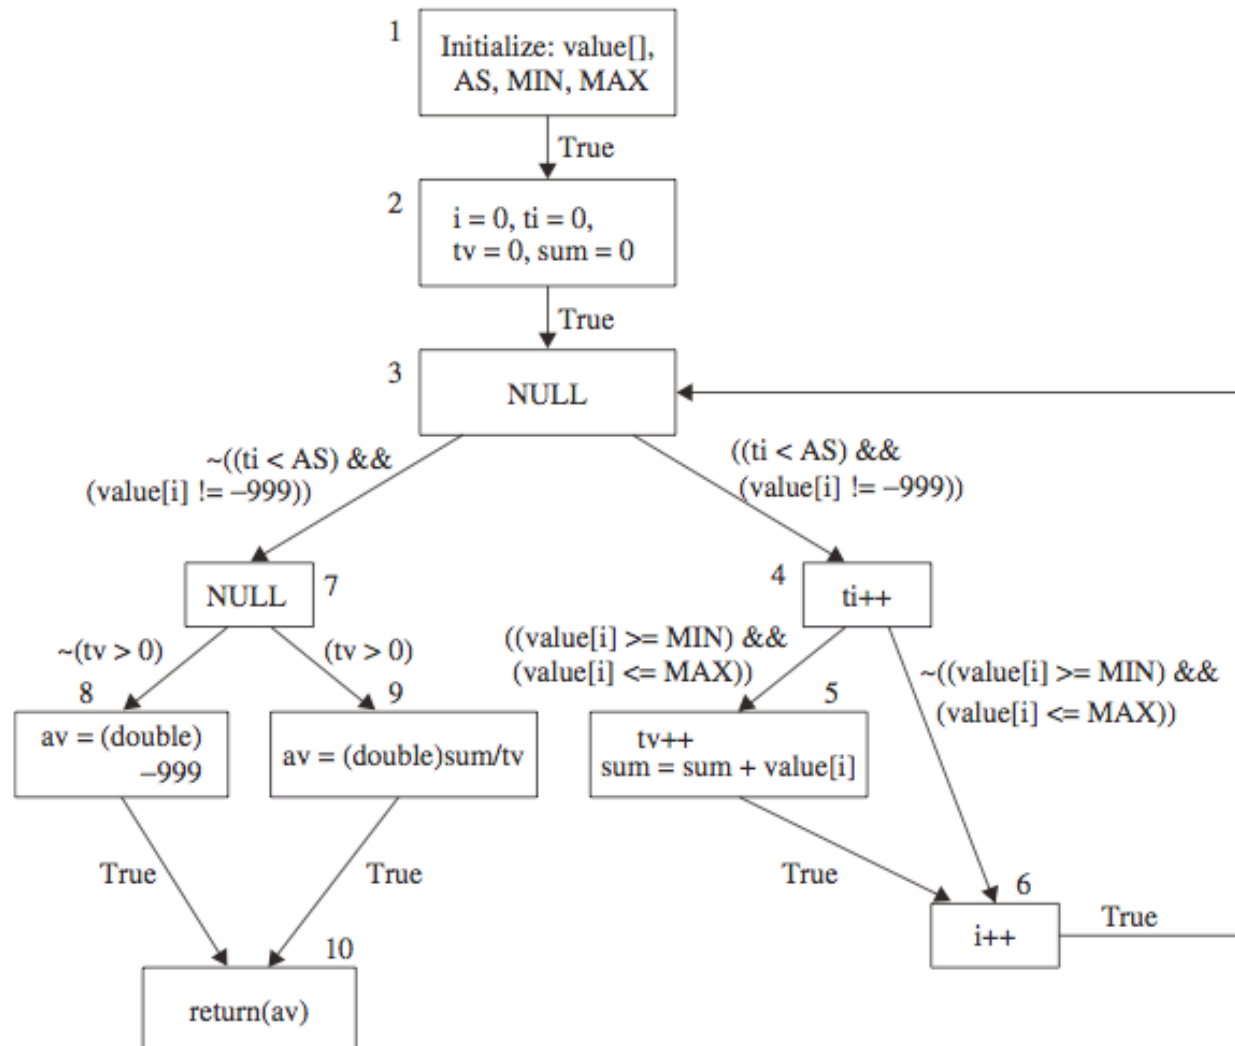 1
Initialize: value[],
AS, MIN, MAX
True
2
i = 0, ti = 0,
tv = 0, sum = 0
True
3
NULL
~((ti < AS) &&
(value[i] != –999))
((ti < AS) &&
(value[i] != –999))
NULL
7
4
ti++
~(tv > 0)
(tv > 0)
((value[i] >= MIN) &&
(value[i] <= MAX))
~((value[i] >= MIN) &&
(value[i] <= MAX))
8
av = (double)
–999
9
av = (double)sum/tv
5
tv++
sum = sum + value[i]
True
True
True
6
i++
True
10
return(av)